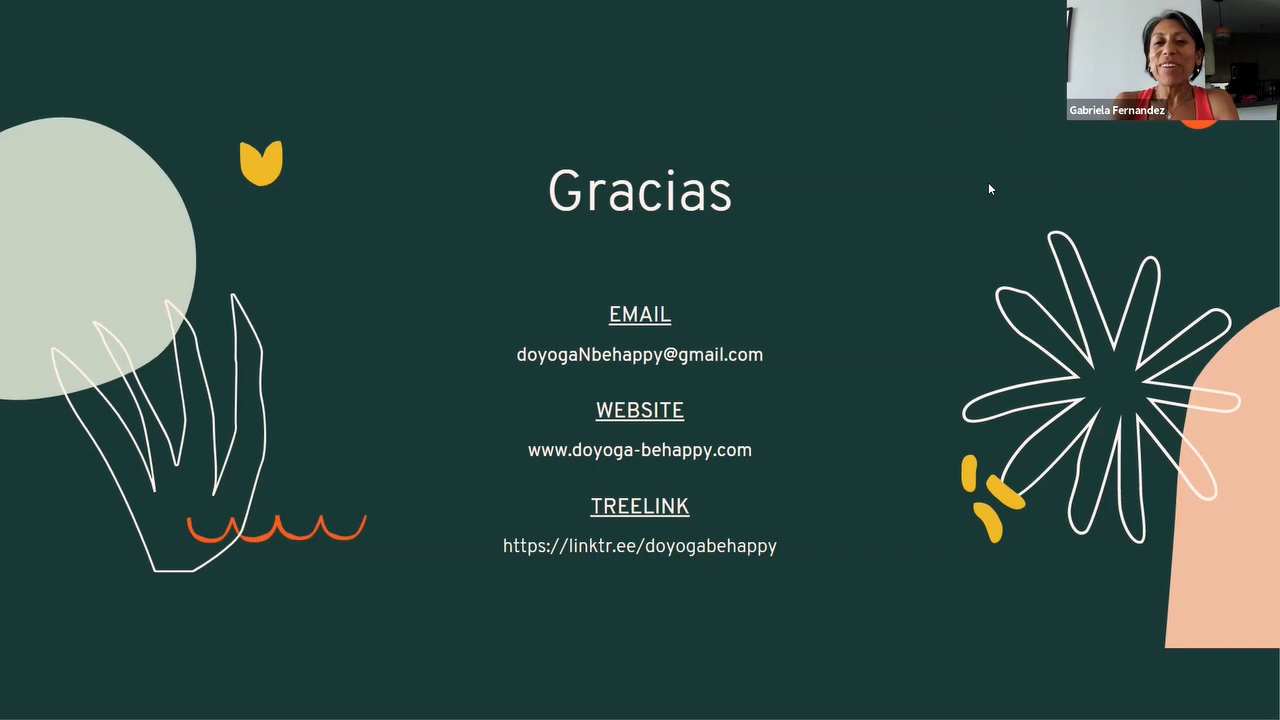 Gabriela Fernandez
Gracias
EMAIL
doyogaNbehappy@gmail.com
WEBSITE
www.doyoga-behappy.com
TREELINK
https://linktr.ee/doyogabehappy